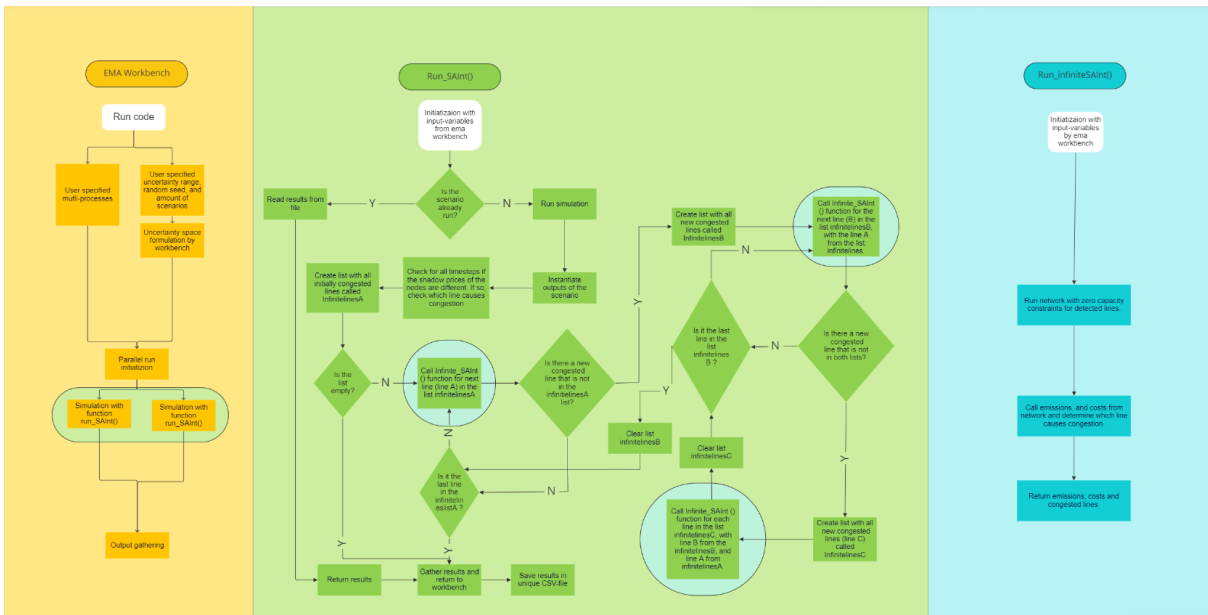 EMA Workbench
Run code
User specified
mutli-processes
User specified
uncertainty range,
random seed, and
amount of
scenarios
Uncertainty space
formulation by
workbench
Parallel run
initiatizion
Simulation with
function
run_SAInt()
Simulation with
function
run_SAInt()
Output gathering
Run_SAInt()
Initiatizaion with
input-variables
from ema
workbench
Is the
scenario
already
run?
Y
N
Read results from
file
Run simulation
Instantiate
outputs of the
scenario
Check for all timesteps if
the shadow prices of the
nodes are different. If so,
check which line causes
congestion
Create list with all
initially congested
lines called
InfinitelinesA
Is the
list
empty?
N
Y
Call Infinite_SAInt
() function for next
line (line A) in the
list infinitelinesA
Is there a new
congested
line that is not
in the
InfinitielinesA
list?
Y
N
Is it the
last line
in the
infinitelin
eslistA ?
N
Y
Return results
Gather results and
return to
workbench
Save results in
unique CSV-file
Create list with all
new congested
lines called
InfinitelinesB
Call Infinite_SAInt
() function for the
next line (B) in the
list infinitelinesB,
with the line A
from the list
infinitelines
Is there a new
congested
line that is not
in both lists?
N
Y
Is it the last
line in the
list
infinitelines
B ?
N
Y
Clear list
infinitelinesB
Clear list
infinitelinesC
Call Infinite_SAInt ()
function for each
line in the list
infinitelinesC, with
line B from the
infinitelinesB, and
line A from
infinitelinesA
Create list with all
new congested
lines (line C)
called
InfinitelinesC
Run_infiniteSAInt()
Initiatizaion with
input-variables
by ema
workbench
Run network with zero capacity
constraints for detected lines.
Call emissions, and costs from
network and determine which line
causes congestion
Return emissions, costs and
congested lines.